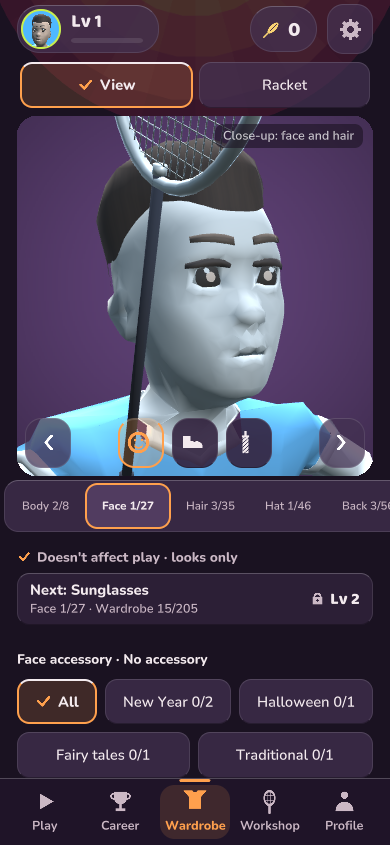 Lv 1
0
View
Racket
Close-up: face and hair
Body 2/8
Face 1/27
Hair 3/35
Hat 1/46
Back 3/56
Doesn't affect play · looks only
Next: Sunglasses
Face 1/27 · Wardrobe 15/205
Lv 2
Face accessory · No accessory
All
New Year 0/2
Halloween 0/1
Fairy tales 0/1
Traditional 0/1
Play
Career
Wardrobe
Workshop
Profile